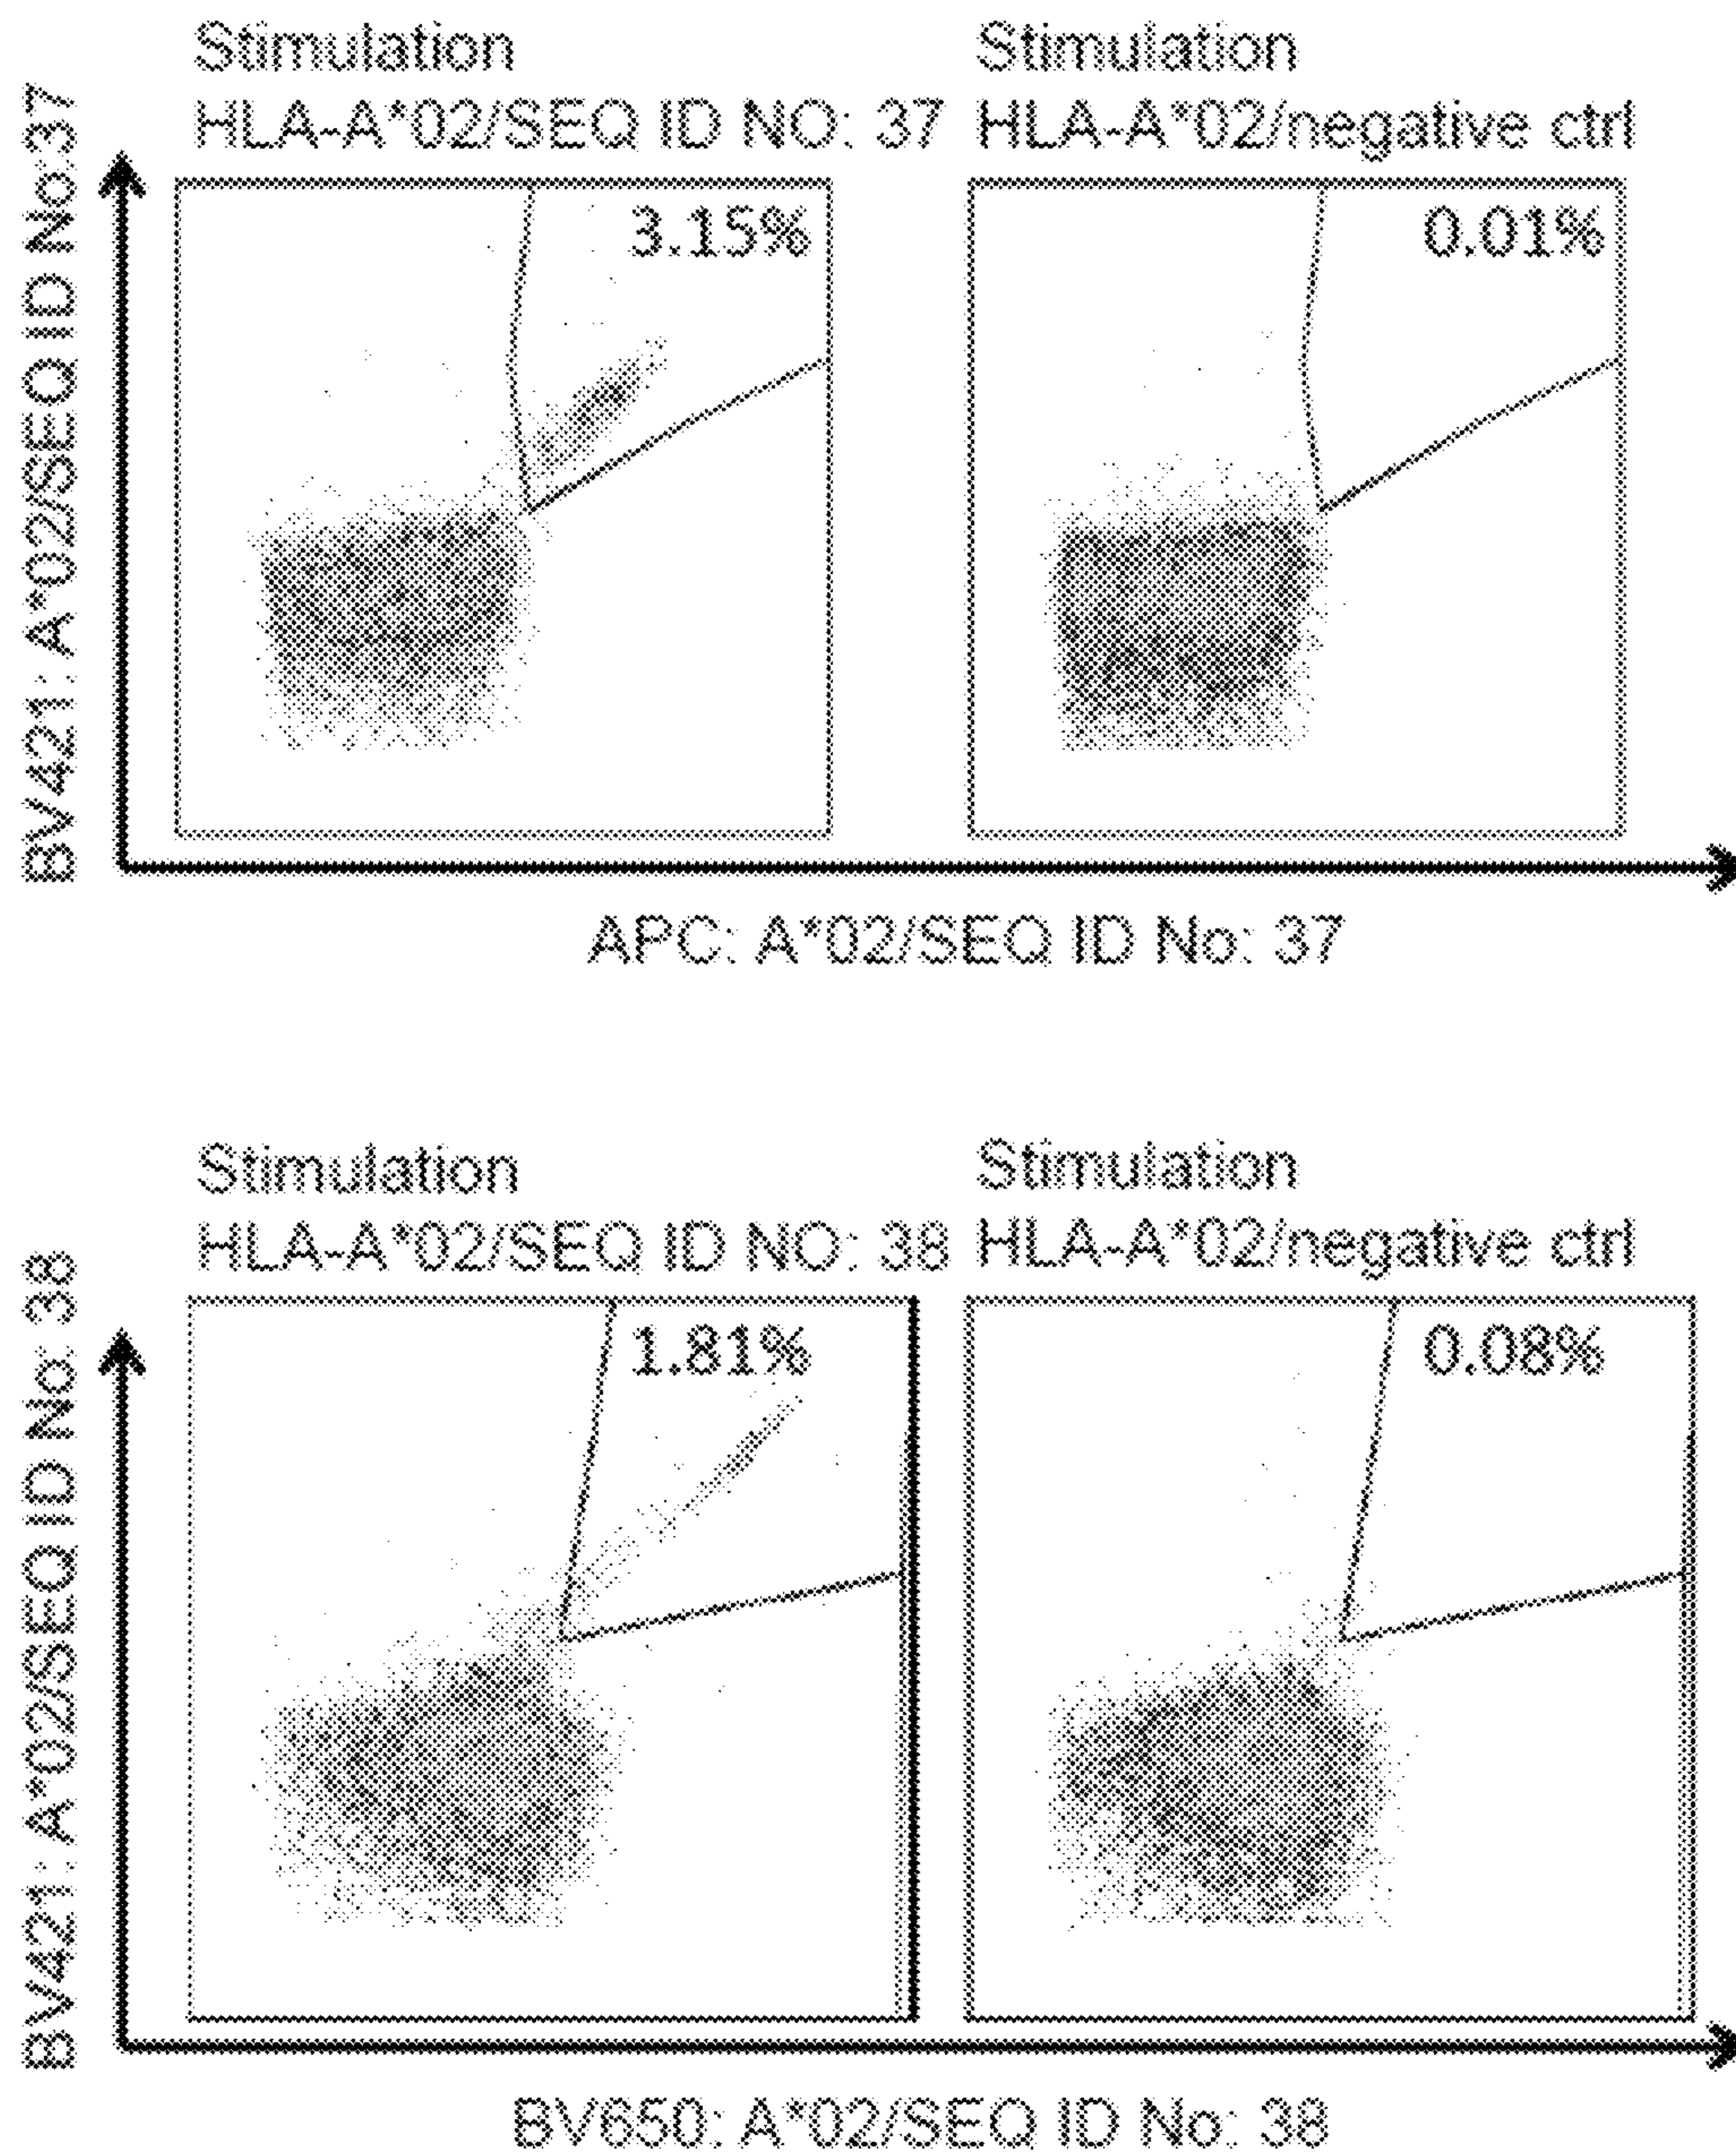 Stimulation
HLA-A*02/SEQ ID NO: 37
Stimulation
HLA-A*02/negative ctrl
BV421: A*02/SEQ ID No:37
3.15%
0.01%
APC: A*02/SEQ ID No: 37
Stimulation
HLA-A*02/SEQ ID NO: 38
Stimulation
HLA-A*02/negative ctrl
BV421: A*02/SEQ ID No: 38
1.81%
0.08%
BV650: A*02/SEQ ID No: 38